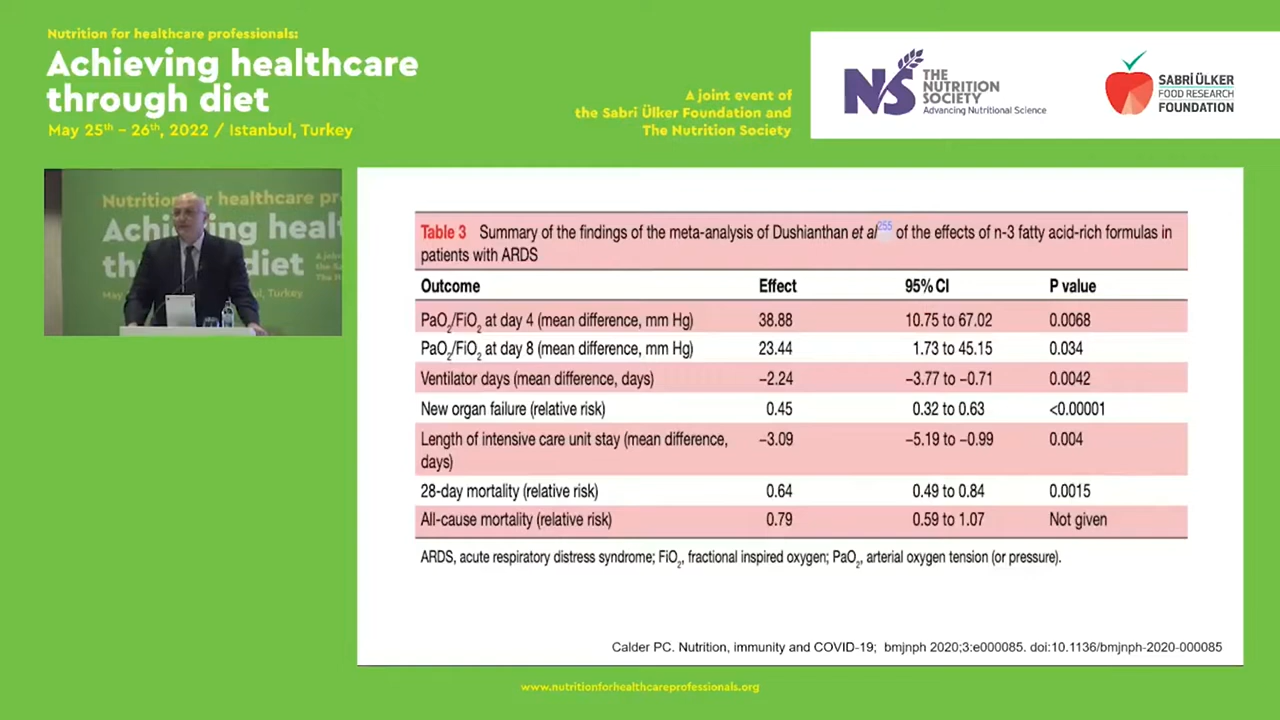 Nutrition for healthcare professionals:
Achieving healthcare
through diet
May 25th – 26th, 2022 / Istanbul, Turkey
A joint event of
the Sabri Ülker Foundation and
The Nutrition Society
NS
THE
NUTRITION
SOCIETY
Advancing Nutritional Science
SABRİ ÜLKER
FOOD RESEARCH
FOUNDATION
Nutrition for healthcare pr
Achieving healt
th diet
Istanbul, Turkey
Table 3 Summary of the findings of the meta-analysis of Dushianthan et al255 of the effects of n-3 fatty acid-rich formulas in
patients with ARDS
Outcome Effect 95% CI P value
PaO2/FiO2 at day 4 (mean difference, mm Hg) 38.88 10.75 to 67.02 0.0068
PaO2/FiO2 at day 8 (mean difference, mm Hg) 23.44 1.73 to 45.15 0.034
Ventilator days (mean difference, days) −2.24 −3.77 to −0.71 0.0042
New organ failure (relative risk) 0.45 0.32 to 0.63 <0.00001
Length of intensive care unit stay (mean difference, −3.09 −5.19 to −0.99 0.004
days)
28-day mortality (relative risk) 0.64 0.49 to 0.84 0.0015
All-cause mortality (relative risk) 0.79 0.59 to 1.07 Not given
ARDS, acute respiratory distress syndrome; FiO2, fractional inspired oxygen; PaO2, arterial oxygen tension (or pressure).
Calder PC. Nutrition, immunity and COVID-19; bmjnph 2020;3:e000085. doi:10.1136/bmjnph-2020-000085
www.nutritionforhealthcareprofessionals.org